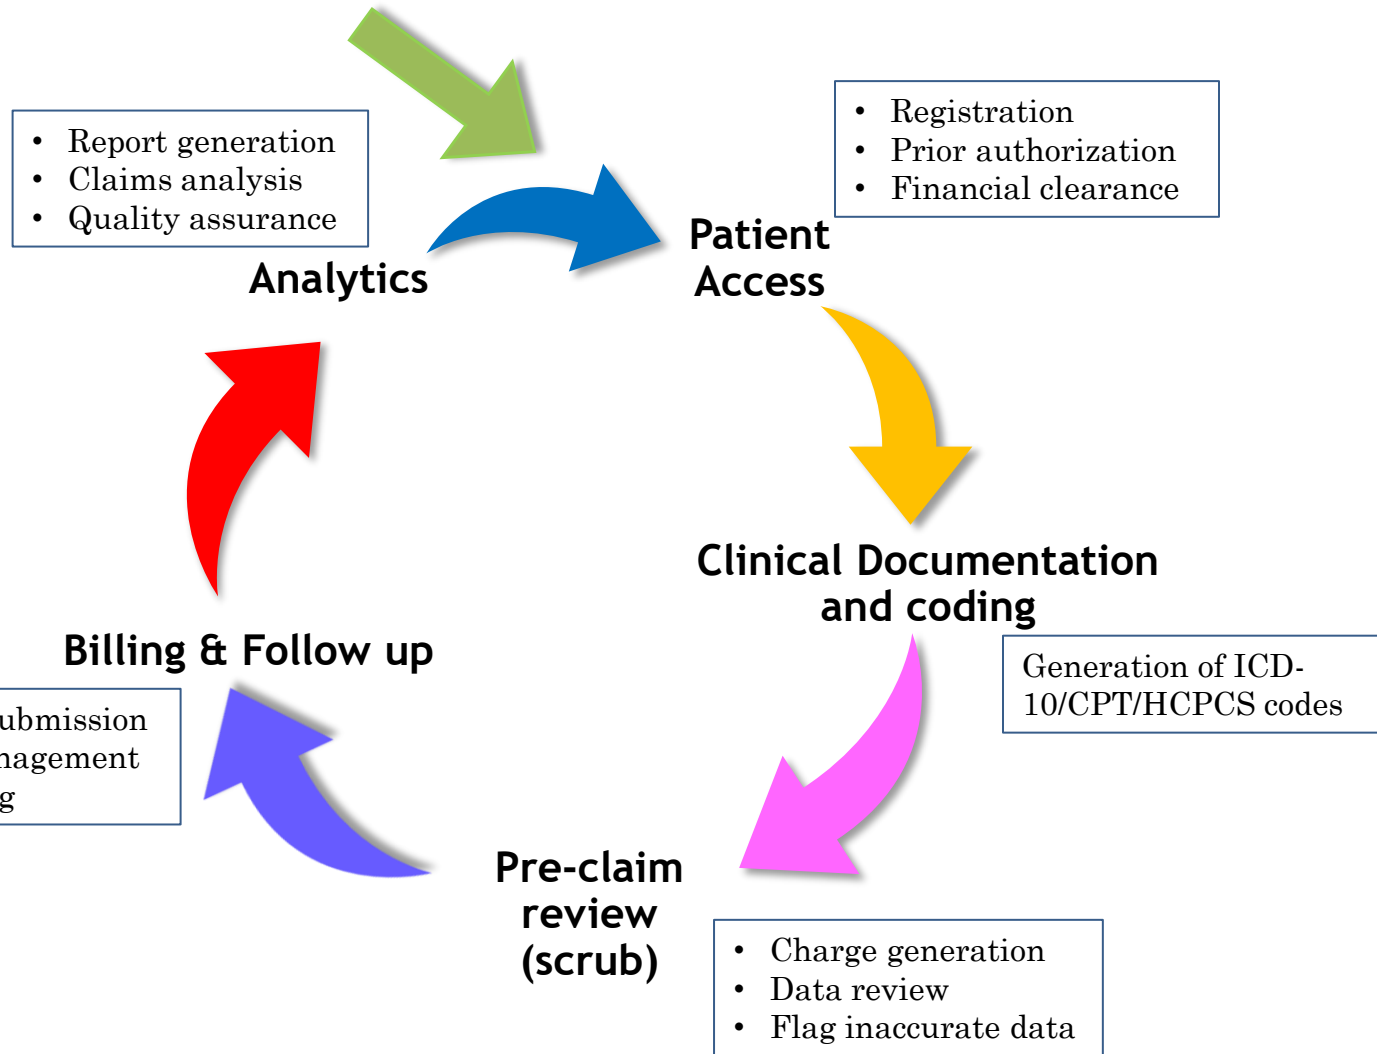 • Report generation
• Claims analysis
• Quality assurance
Analytics
• Registration
• Prior authorization
• Financial clearance
Patient
Access
Clinical Documentation
and coding
Generation of ICD-
10/CPT/HCPCS codes
Pre-claim
review
(scrub)
• Charge generation
• Data review
• Flag inaccurate data
Billing & Follow up